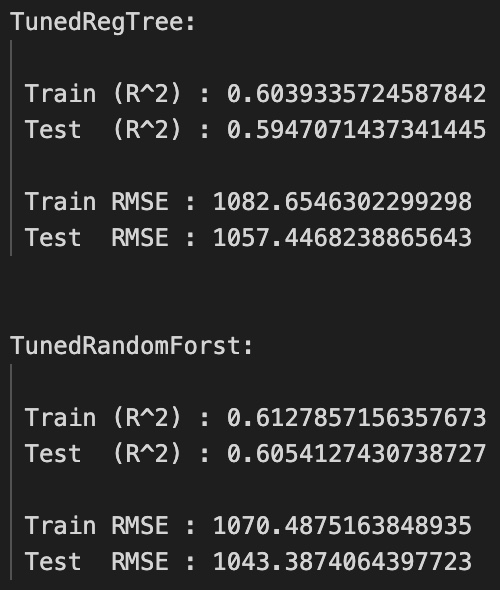 TunedRegTree:
Train (R^2) : 0.6039335724587842
Test  (R^2) : 0.5947071437341445
Train RMSE : 1082.6546302299298
Test  RMSE : 1057.4468238865643
TunedRandomForst:
Train (R^2) : 0.6127857156357673
Test  (R^2) : 0.6054127430738727
Train RMSE : 1070.4875163848935
Test  RMSE : 1043.3874064397723